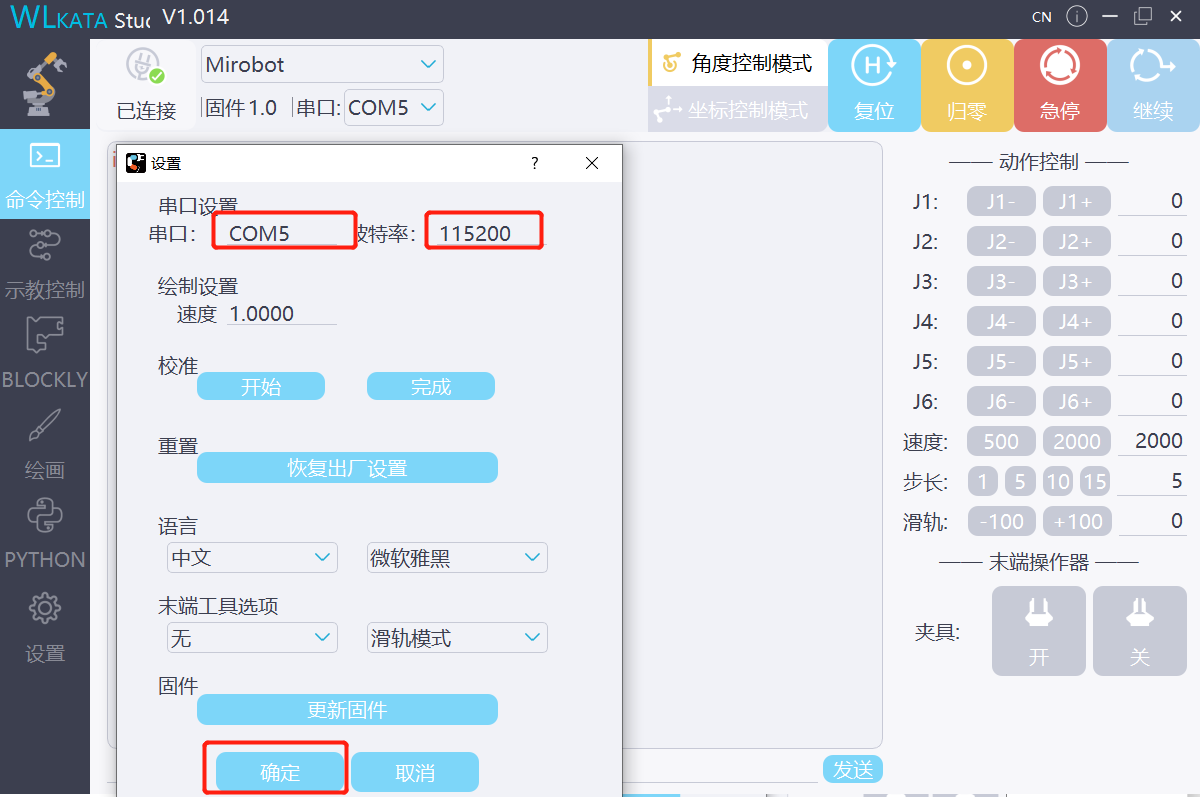 WLKATA Stuc V1.014
CN
已连接
Mirobot
固件1.0
串口:
COM5
角度控制模式
坐标控制模式
复位
归零
急停
继续
命令控制
示教控制
BLOCKLY
绘画
PYTHON
设置
设置
?
串口设置
串口:
COM5
波特率:
115200
绘制设置
速度
1.0000
校准
开始
完成
重置
恢复出厂设置
语言
中文
微软雅黑
末端工具选项
无
滑轨模式
固件
更新固件
确定
取消
发送
动作控制
J1: J1- J1+ 0
J2: J2- J2+ 0
J3: J3- J3+ 0
J4: J4- J4+ 0
J5: J5- J5+ 0
J6: J6- J6+ 0
速度: 500 2000 2000
步长: 1 5 10 15 5
滑轨: -100 +100 0
末端操作器
夹具:
开
关